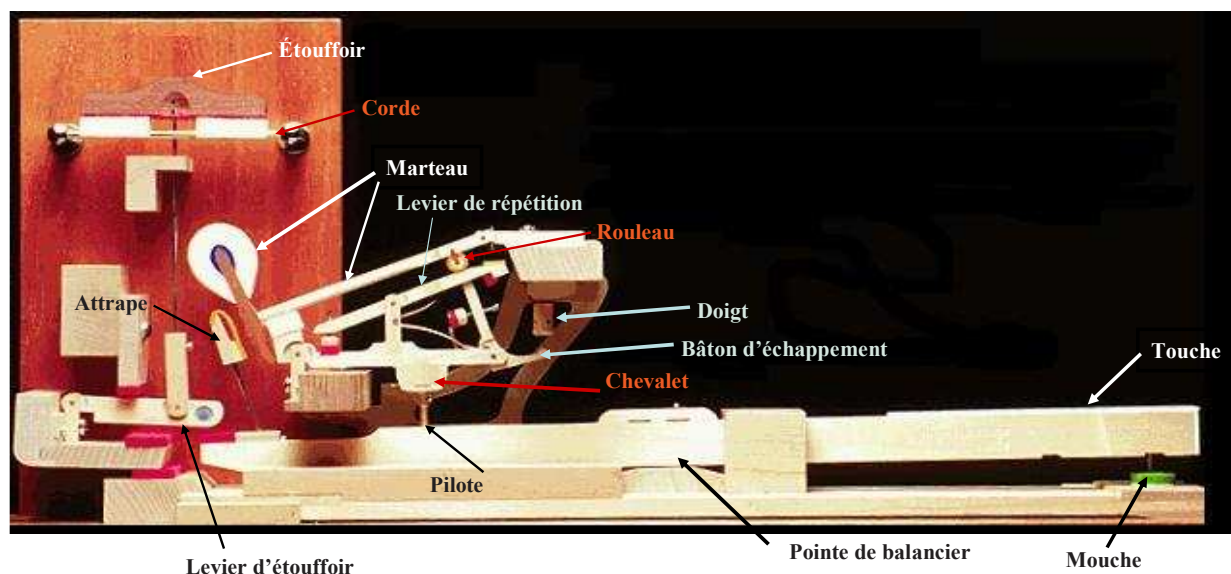 Étouffoir
Corde
Marteau
Levier de répétition
Rouleau
Attrape
Doigt
Bâton d’échappement
Touche
Chevalet
Pilote
Pointe de balancier
Mouche
Levier d’étouffoir